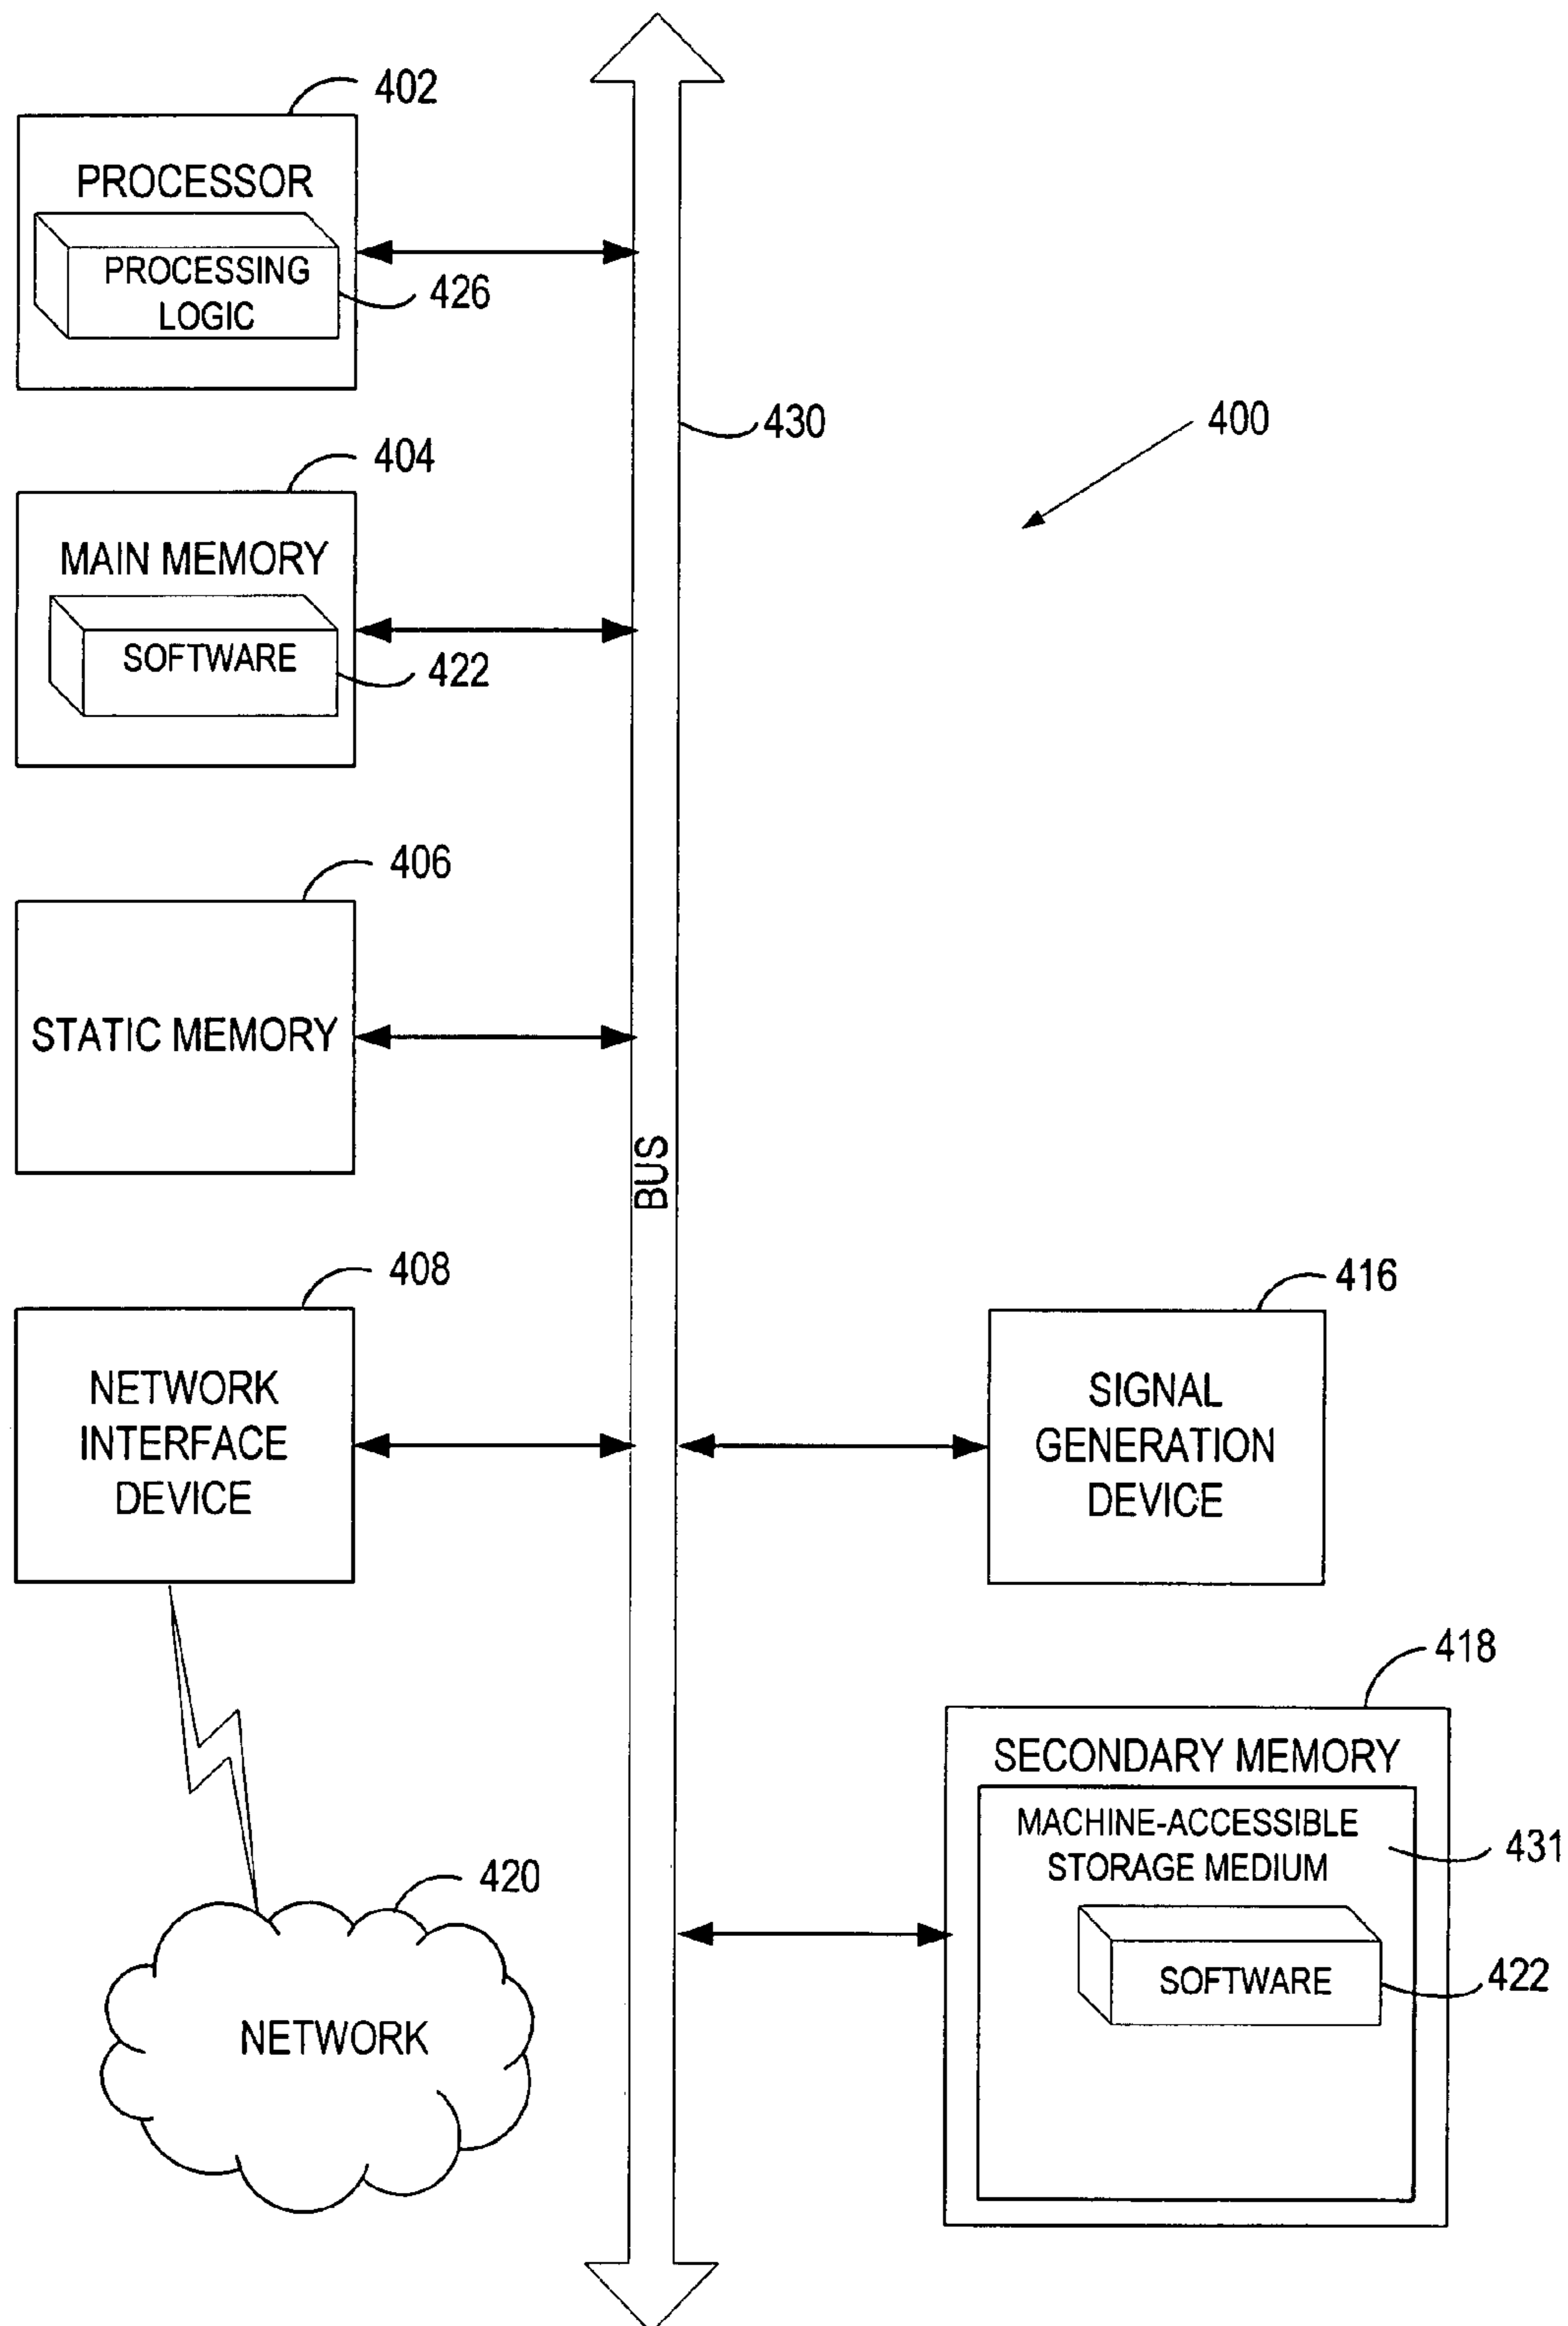 402
PROCESSOR
PROCESSING
LOGIC
426
430
400
404
MAIN MEMORY
SOFTWARE
422
406
STATIC MEMORY
BUS
408
NETWORK
INTERFACE
DEVICE
416
SIGNAL
GENERATION
DEVICE
418
SECONDARY MEMORY
MACHINE-ACCESSIBLE
STORAGE MEDIUM
431
SOFTWARE
422
420
NETWORK